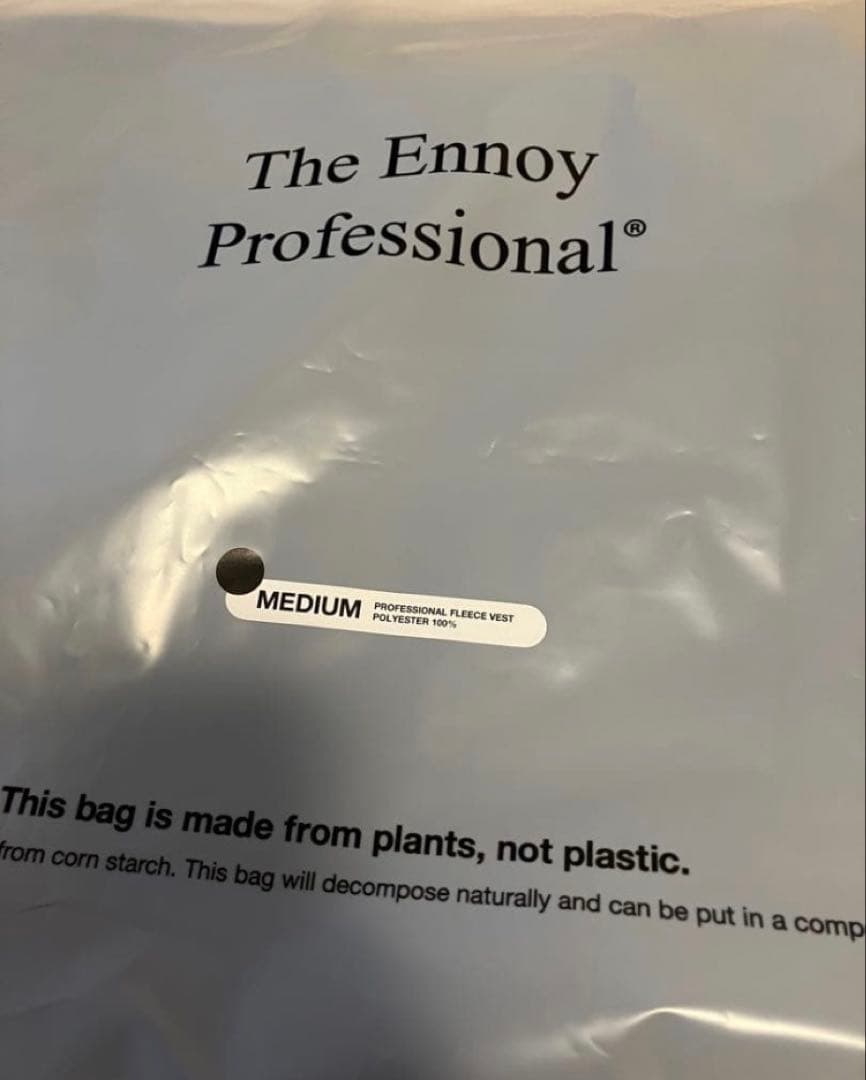 The Ennoy
Professional®
MEDIUM PROFESSIONAL FLEECE VEST
POLYESTER 100%
This bag is made from plants, not plastic.
from corn starch. This bag will decompose naturally and can be put in a comp